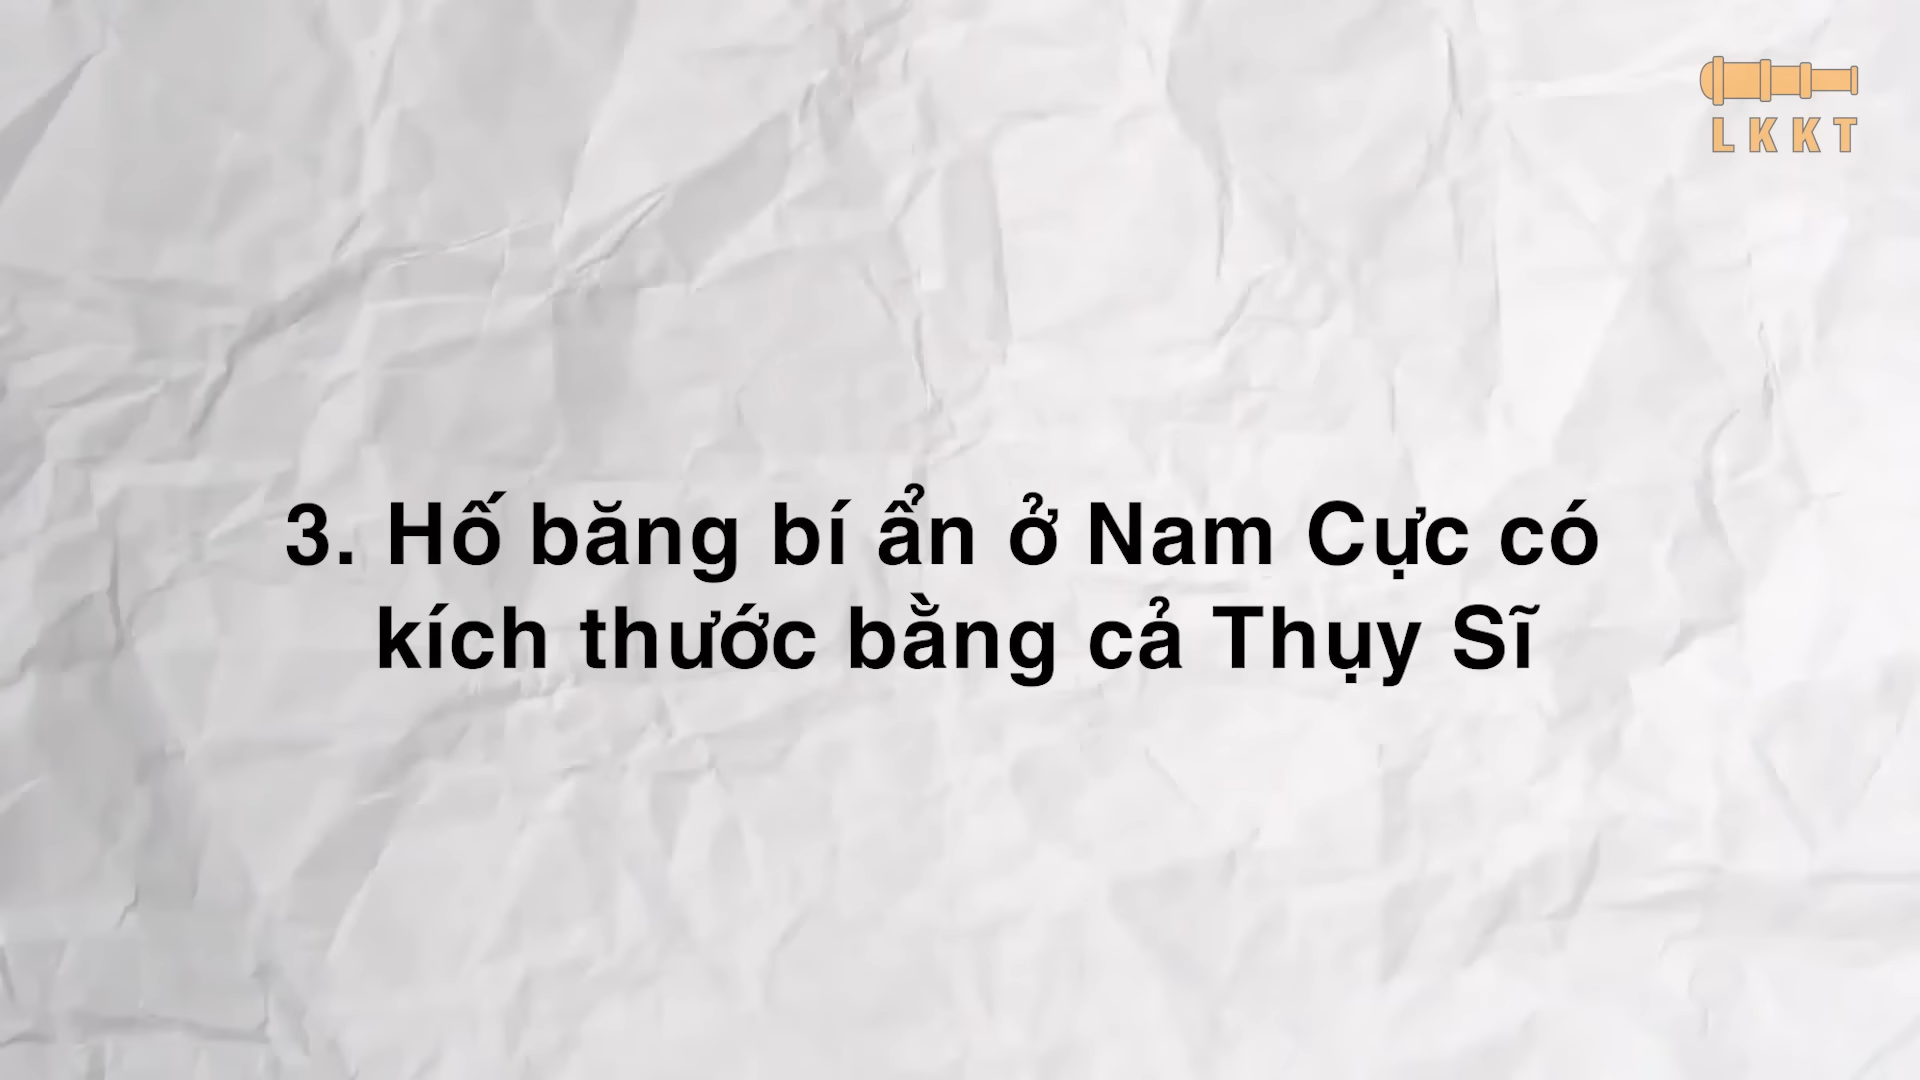 LKKT
3. Hố băng bí ẩn ở Nam Cực có
kích thước bằng cả Thụy Sĩ